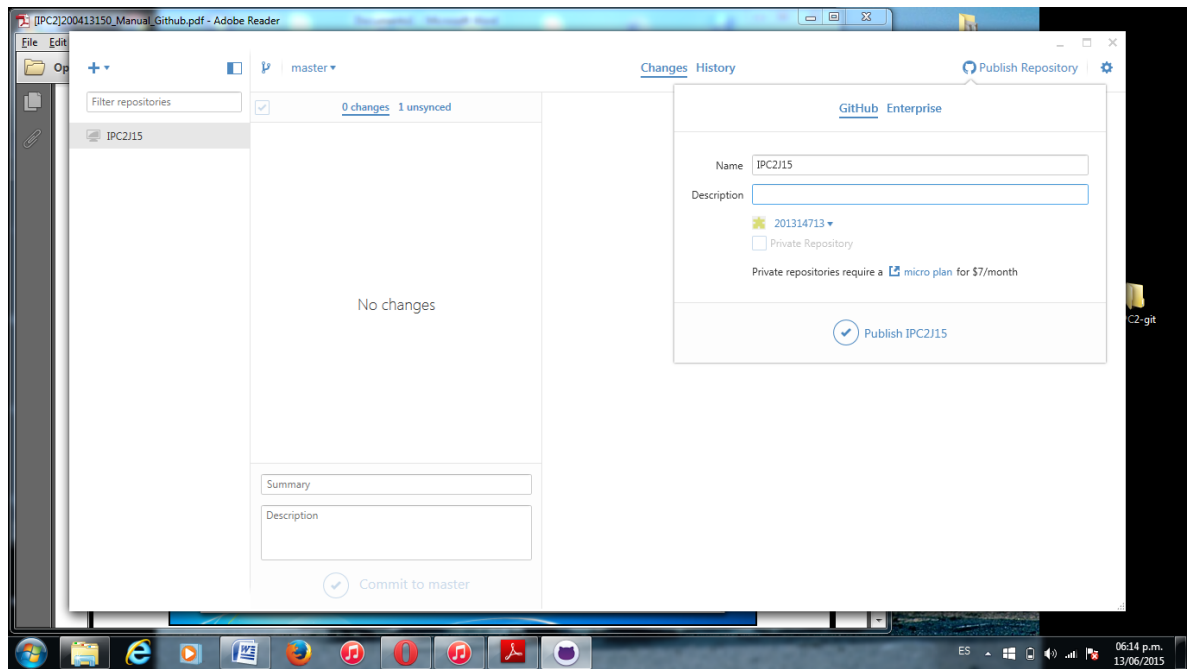 [IPC2]200413150_Manual_Github.pdf - Adobe Reader
File Edit
Op
master
Changes History
Publish Repository
Filter repositories
0 changes 1 unsynced
GitHub Enterprise
IPC2J15
Name IPC2J15
Description
201314713
Private Repository
Private repositories require a micro plan for $7/month
No changes
C2-git
Publish IPC2J15
Summary
Description
Commit to master
ES
06:14 p.m.
13/06/2015